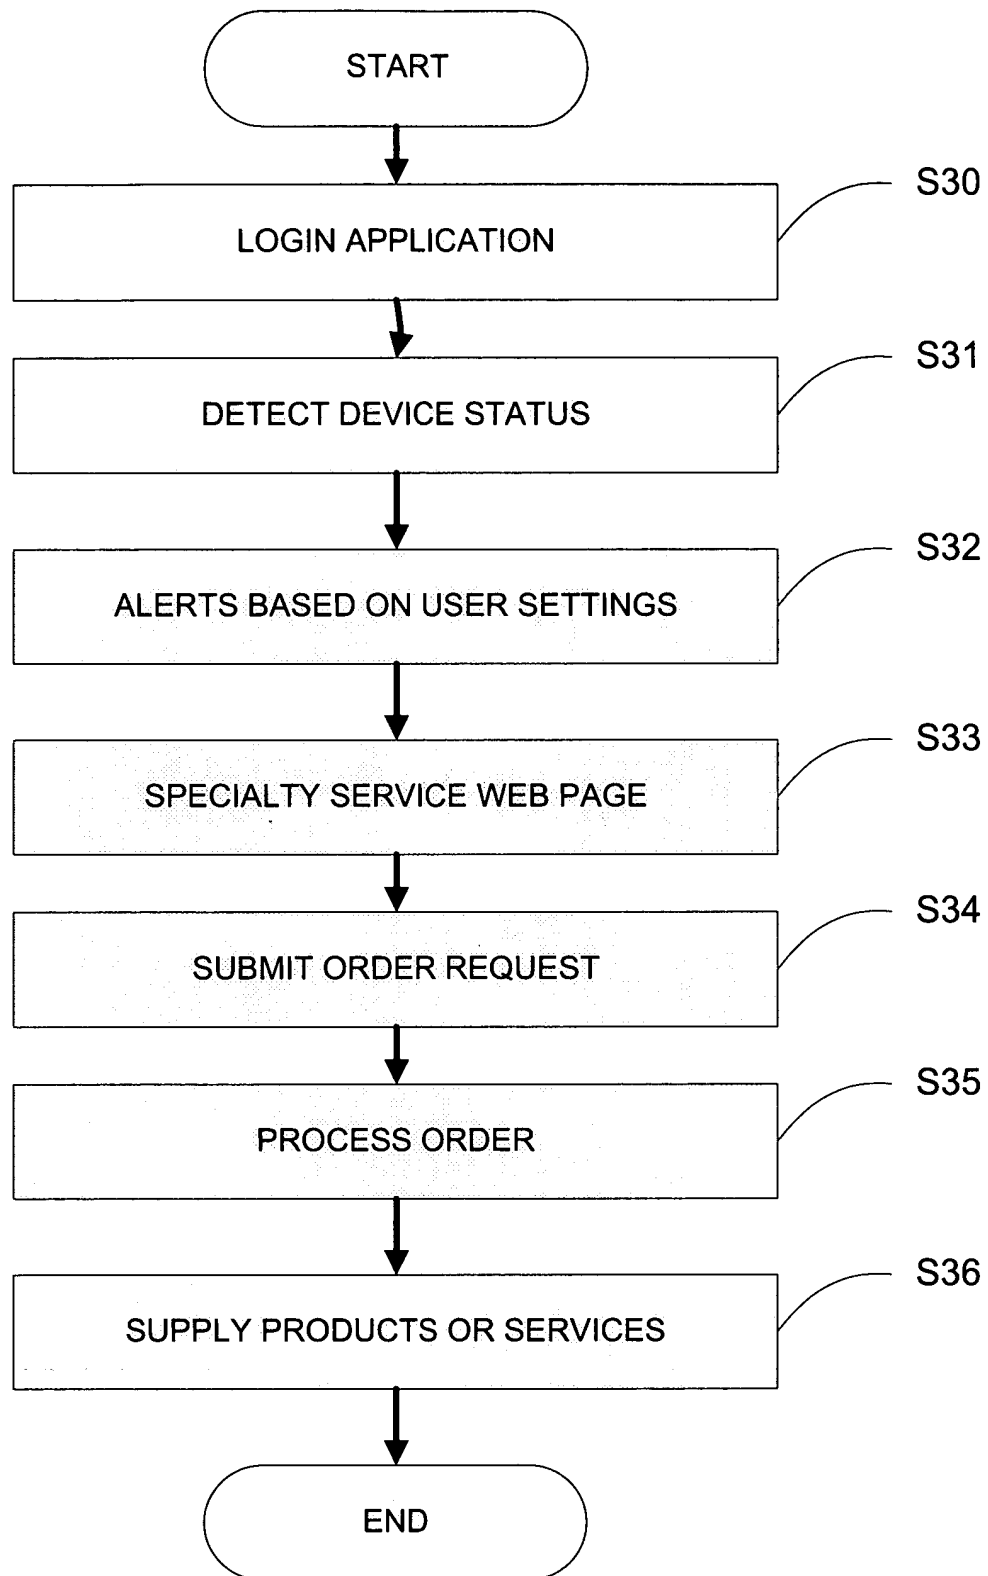 START
S30
LOGIN APPLICATION
S31
DETECT DEVICE STATUS
S32
ALERTS BASED ON USER SETTINGS
S33
SPECIALTY SERVICE WEB PAGE
S34
SUBMIT ORDER REQUEST
S35
PROCESS ORDER
S36
SUPPLY PRODUCTS OR SERVICES
END